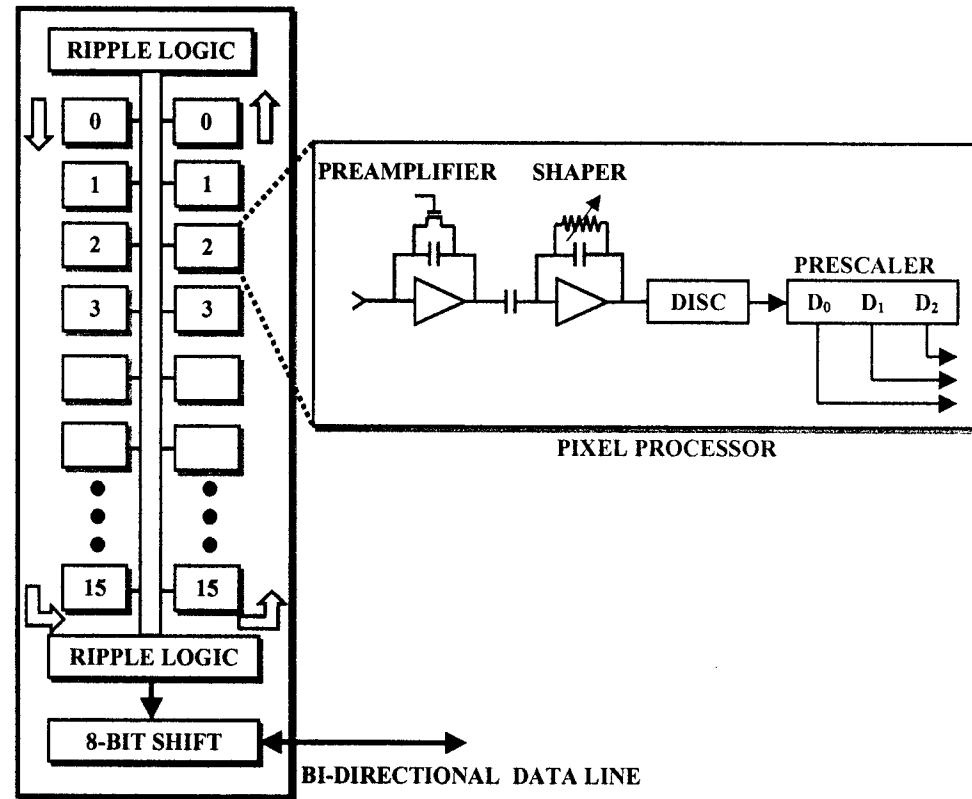 RIPPLE LOGIC
0 0
1 1
2 2
3 3
15 15
RIPPLE LOGIC
8-BIT SHIFT
BI-DIRECTIONAL DATA LINE
PREAMPLIFIER SHAPER
PRESCALER
DISC
D₀ D₁ D₂
PIXEL PROCESSOR